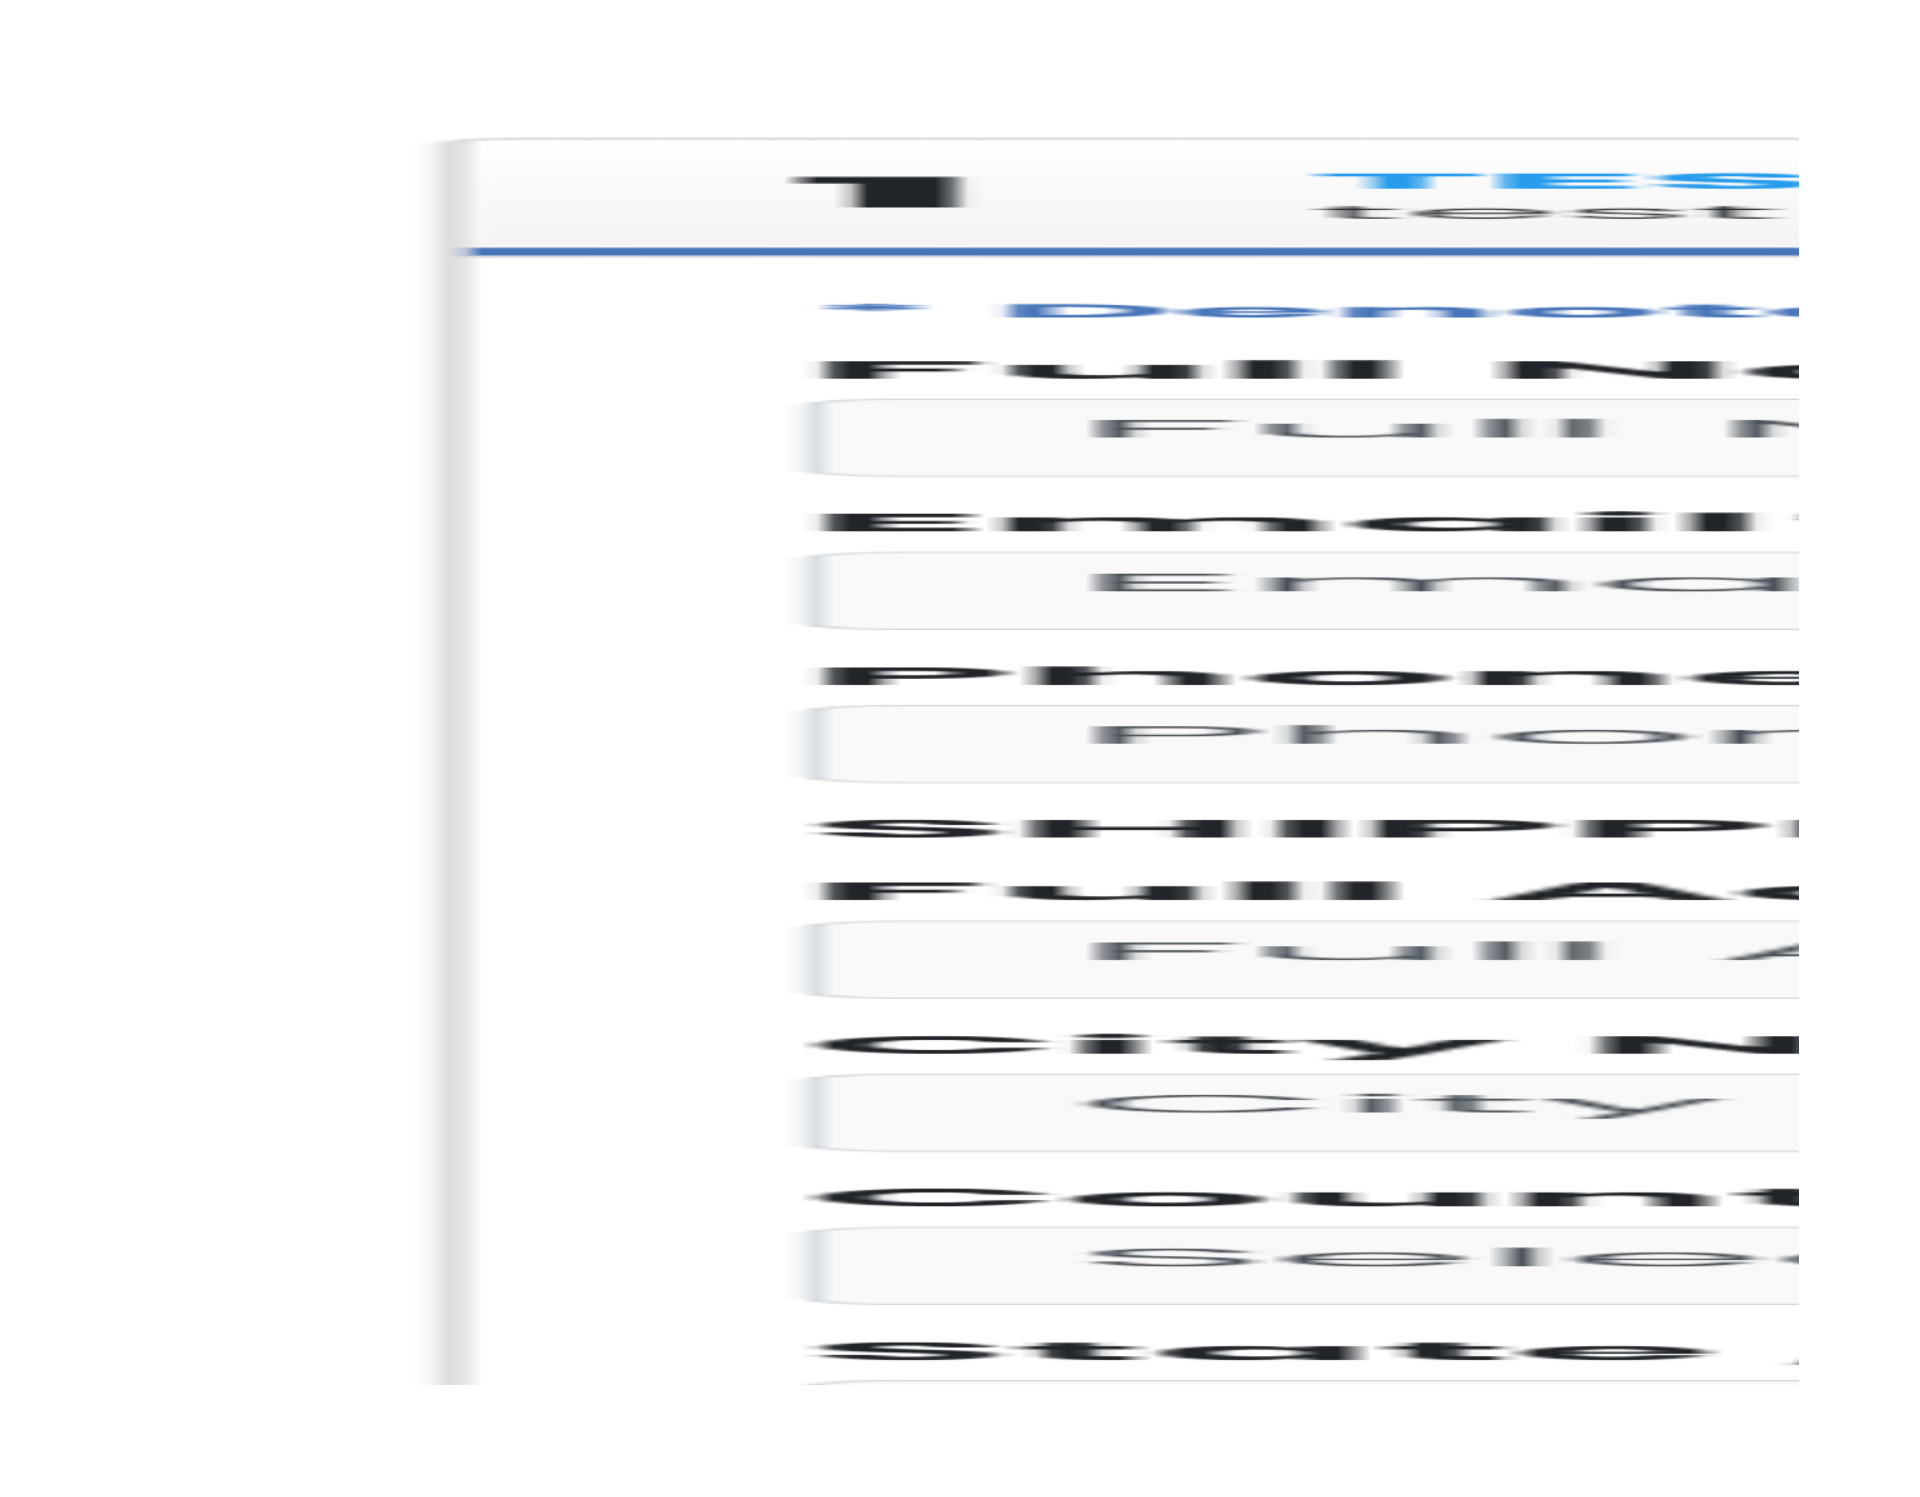 1 TES
test
* Denote
Full Na
Full N
Email
Emai
Phone
Phon
SHIPPI
Full Ad
Full A
City N
City
Count
Selec
State